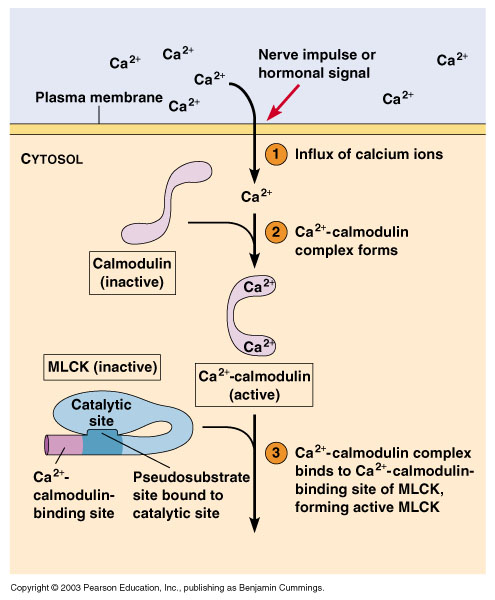 Ca²⁺
Ca²⁺
Ca²⁺
Ca²⁺
Nerve impulse or
hormonal signal
Ca²⁺
Ca²⁺
Plasma membrane
CYTOSOL
1 Influx of calcium ions
Ca²⁺
2 Ca²⁺-calmodulin
complex forms
Calmodulin
(inactive)
Ca²⁺
Ca²⁺
Ca²⁺-calmodulin
(active)
MLCK (inactive)
Catalytic
site
Ca²⁺-
calmodulin-
binding site
Pseudosubstrate
site bound to
catalytic site
3 Ca²⁺-calmodulin complex
binds to Ca²⁺-calmodulin-
binding site of MLCK,
forming active MLCK
Copyright © 2003 Pearson Education, Inc., publishing as Benjamin Cummings.